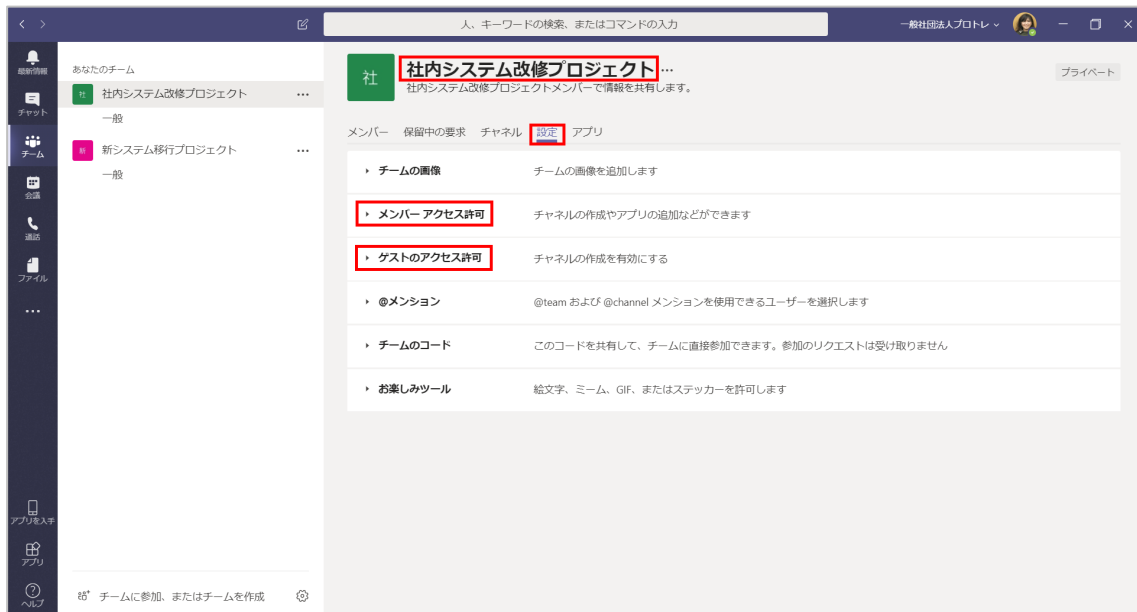 人、キーワードの検索、またはコマンドの入力
一般社団法人プロトレ
最新情報
チャット
チーム
会議
通話
ファイル
アプリを入手
アプリ
ヘルプ
あなたのチーム
社 社内システム改修プロジェクト ...
一般
新 新システム移行プロジェクト ...
一般
チームに参加、またはチームを作成
社
社内システム改修プロジェクト ...
社内システム改修プロジェクトメンバーで情報を共有します。
プライベート
メンバー 保留中の要求 チャネル 設定 アプリ
チームの画像 チームの画像を追加します
メンバー アクセス許可 チャネルの作成やアプリの追加などができます
ゲストのアクセス許可 チャネルの作成を有効にする
@メンション @team および @channel メンションを使用できるユーザーを選択します
チームのコード このコードを共有して、チームに直接参加できます。参加のリクエストは受け取りません
お楽しみツール 絵文字、ミーム、GIF、またはステッカーを許可します